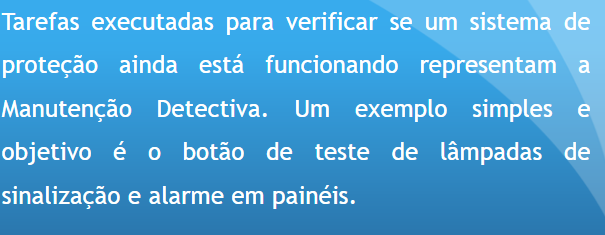 Tarefas executadas para verificar se um sistema de
proteção ainda está funcionando representam a
Manutenção Detectiva. Um exemplo simples e
objetivo é o botão de teste de lâmpadas de
sinalização e alarme em painéis.